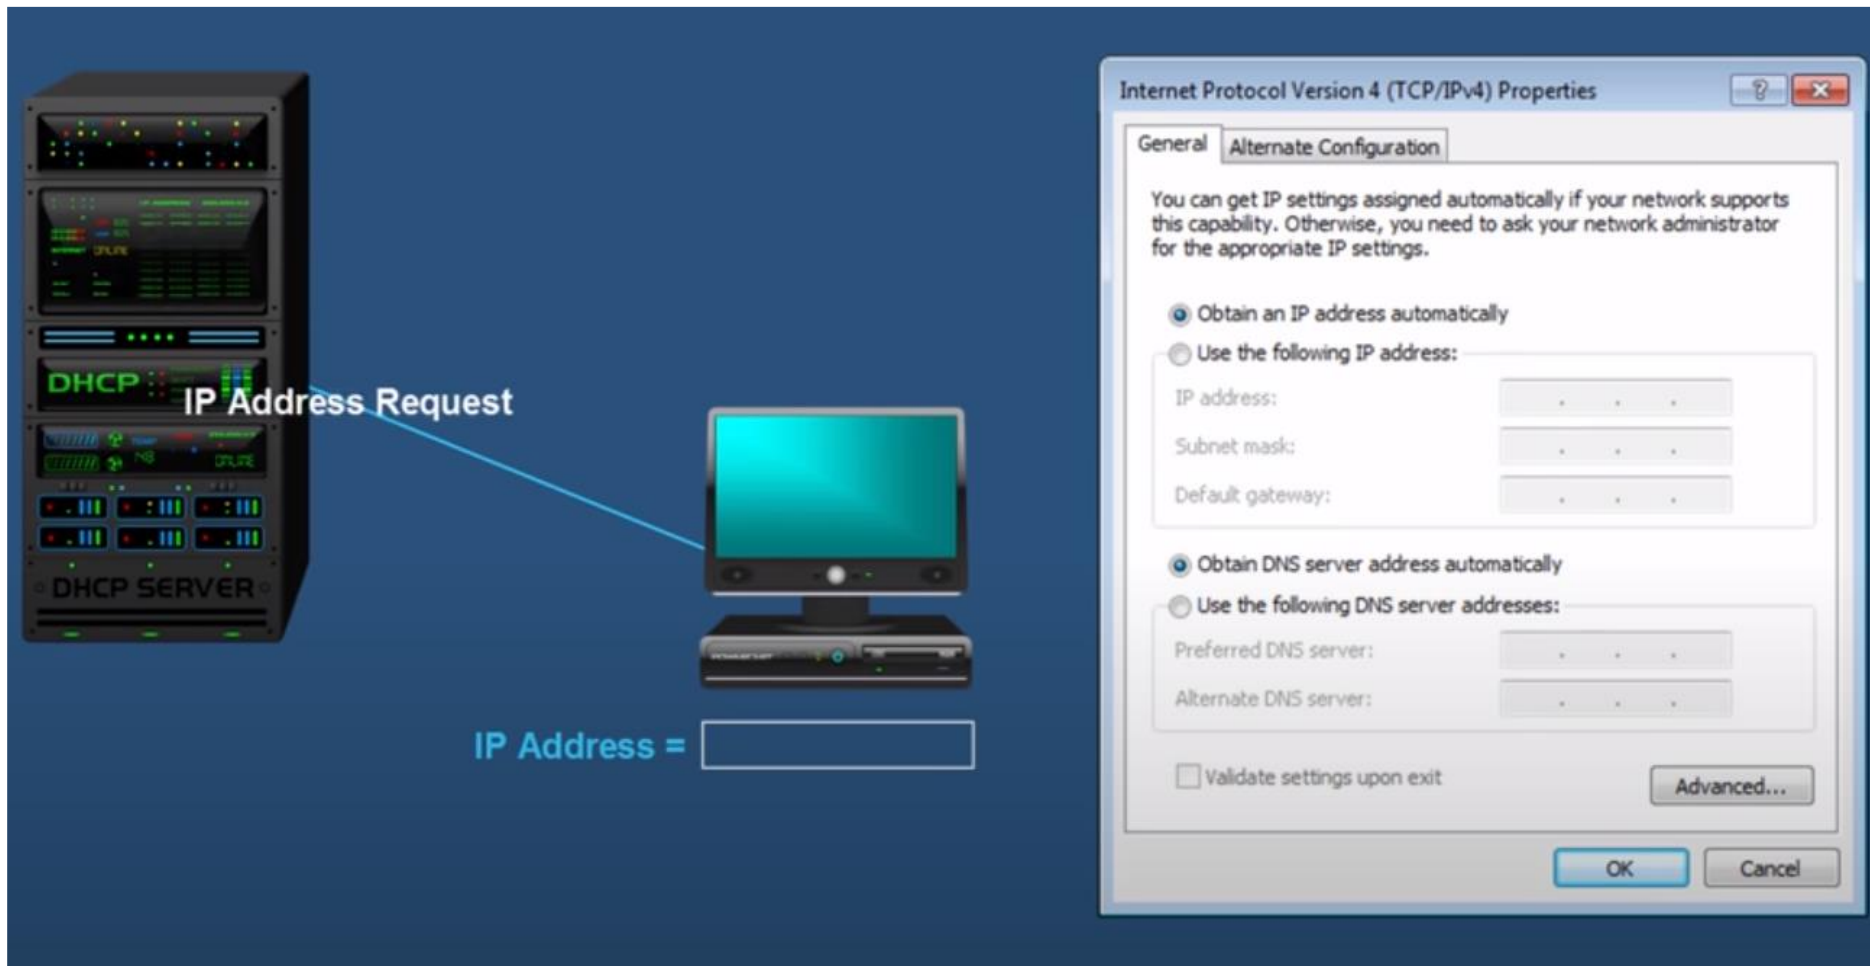 DHCP
IP Address Request
ONLINE
DHCP SERVER
IP Address =
Internet Protocol Version 4 (TCP/IPv4) Properties
General
Alternate Configuration
You can get IP settings assigned automatically if your network supports
this capability. Otherwise, you need to ask your network administrator
for the appropriate IP settings.
Obtain an IP address automatically
Use the following IP address:
IP address:
Subnet mask:
Default gateway:
Obtain DNS server address automatically
Use the following DNS server addresses:
Preferred DNS server:
Alternate DNS server:
Validate settings upon exit
Advanced...
OK
Cancel